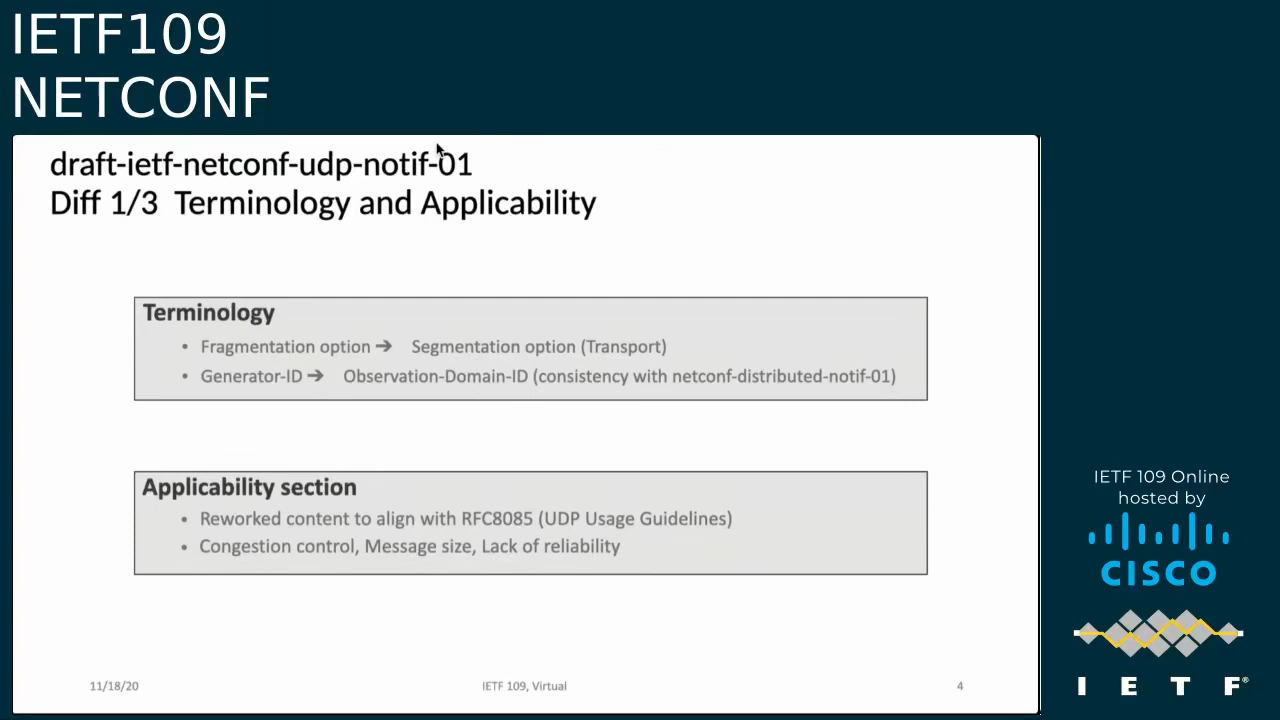 IETF109
NETCONF
draft-ietf-netconf-udp-notif-01
Diff 1/3 Terminology and Applicability
Terminology
• Fragmentation option ➔ Segmentation option (Transport)
• Generator-ID ➔ Observation-Domain-ID (consistency with netconf-distributed-notif-01)
Applicability section
• Reworked content to align with RFC8085 (UDP Usage Guidelines)
• Congestion control, Message size, Lack of reliability
11/18/20
IETF 109, Virtual
4
IETF 109 Online
hosted by
CISCO
I E T F®